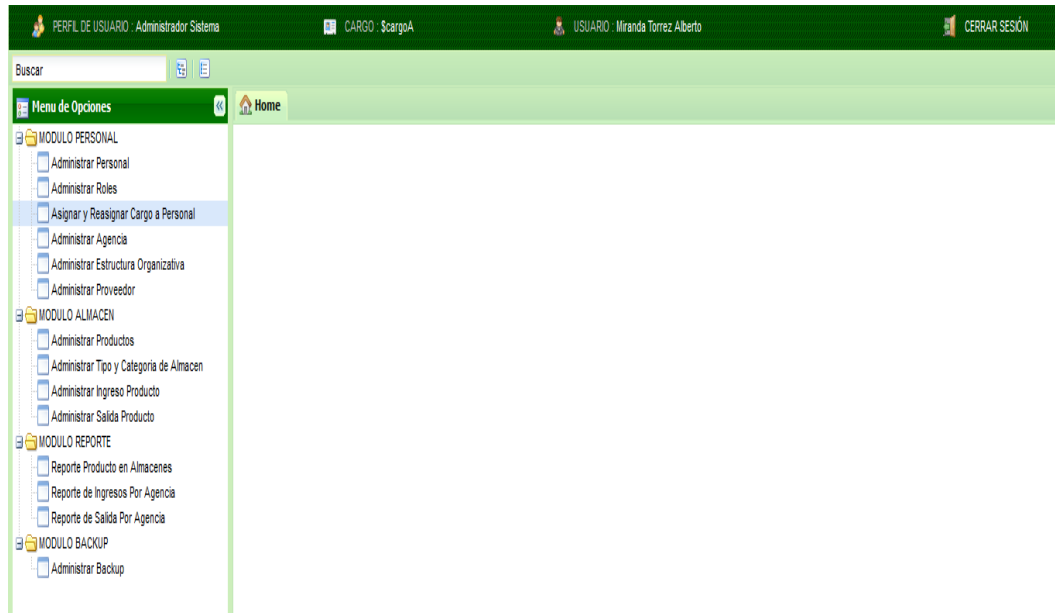 PERFIL DE USUARIO : Administrador Sistema CARGO : $cargoA USUARIO : Miranda Torrez Alberto CERRAR SESIÓN
Buscar
Menu de Opciones
Home
MODULO PERSONAL
Administrar Personal
Administrar Roles
Asignar y Reasignar Cargo a Personal
Administrar Agencia
Administrar Estructura Organizativa
Administrar Proveedor
MODULO ALMACEN
Administrar Productos
Administrar Tipo y Categoria de Almacen
Administrar Ingreso Producto
Administrar Salida Producto
MODULO REPORTE
Reporte Producto en Almacenes
Reporte de Ingresos Por Agencia
Reporte de Salida Por Agencia
MODULO BACKUP
Administrar Backup